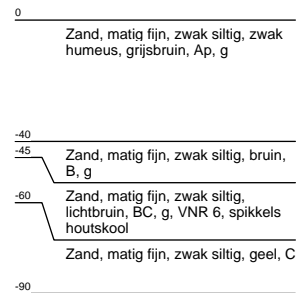 0
Zand, matig fijn, zwak siltig, zwak
humeus, grijsbruin, Ap, g
-40
-45
Zand, matig fijn, zwak siltig, bruin,
B, g
-60
Zand, matig fijn, zwak siltig,
lichtbruin, BC, g, VNR 6, spikkels
houtskool
Zand, matig fijn, zwak siltig, geel, C
-90